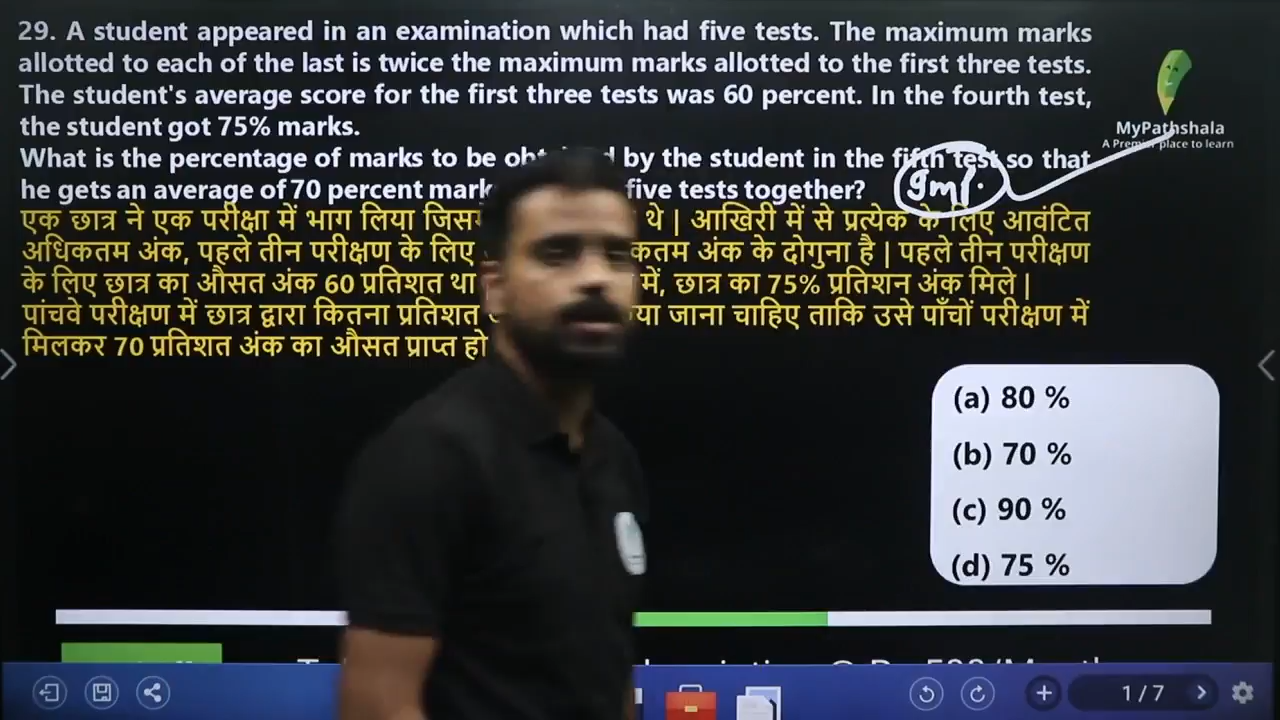 29. A student appeared in an examination which had five tests. The maximum marks
allotted to each of the last is twice the maximum marks allotted to the first three tests.
The student's average score for the first three tests was 60 percent. In the fourth test,
the student got 75% marks.
What is the percentage of marks to be by the student in the fifth test so that
he gets an average of 70 percent five tests together?
Imp.
एक छात्र ने एक परीक्षा में भाग लिया थे | आखिरी में से प्रत्येक के लिए आवंटित
अधिकतम अंक, पहले तीन परीक्षण के लिए अंक के दोगुना है | पहले तीन परीक्षण
के लिए छात्र का औसत अंक 60 प्रतिशत था में, छात्र का 75% प्रतिशन अंक मिले |
पांचवे परीक्षण में छात्र द्वारा कितना प्रतिशत जाना चाहिए ताकि उसे पाँचों परीक्षण में
मिलकर 70 प्रतिशत अंक का औसत प्राप्त हो
MyPathshala
A Premier place to learn
(a) 80 %
(b) 70 %
(c) 90 %
(d) 75 %
1 / 7